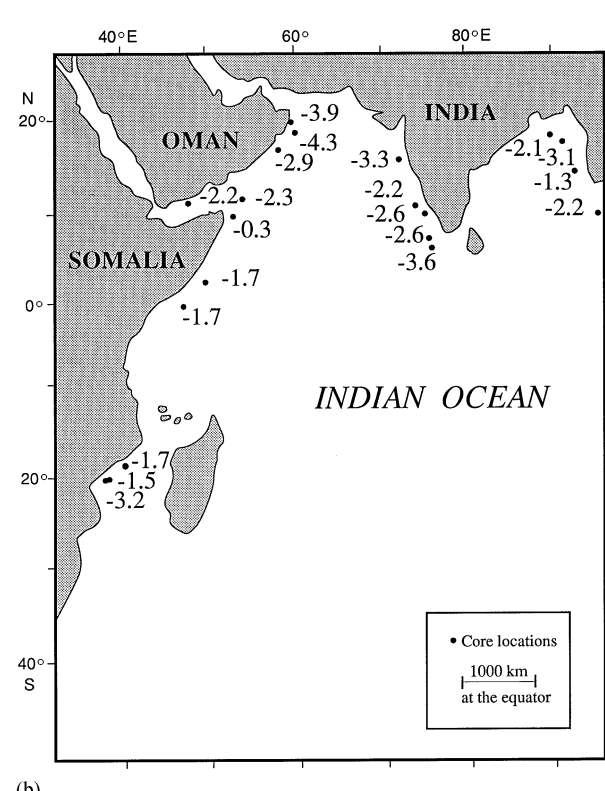 40°E 60° 80°
N
20°
OMAN
INDIA
-3.9
-4.3
-2.9
-3.3
-2.1
-3.1
-1.3
-2.2
-2.2
-2.3
-0.3
-2.2
-2.6
-2.6
-3.6
SOMALIA
-1.7
0°
-1.7
INDIAN OCEAN
-1.7
20°
-1.5
-3.2
Core locations
1000 km
at the equator
40°
S
(b)